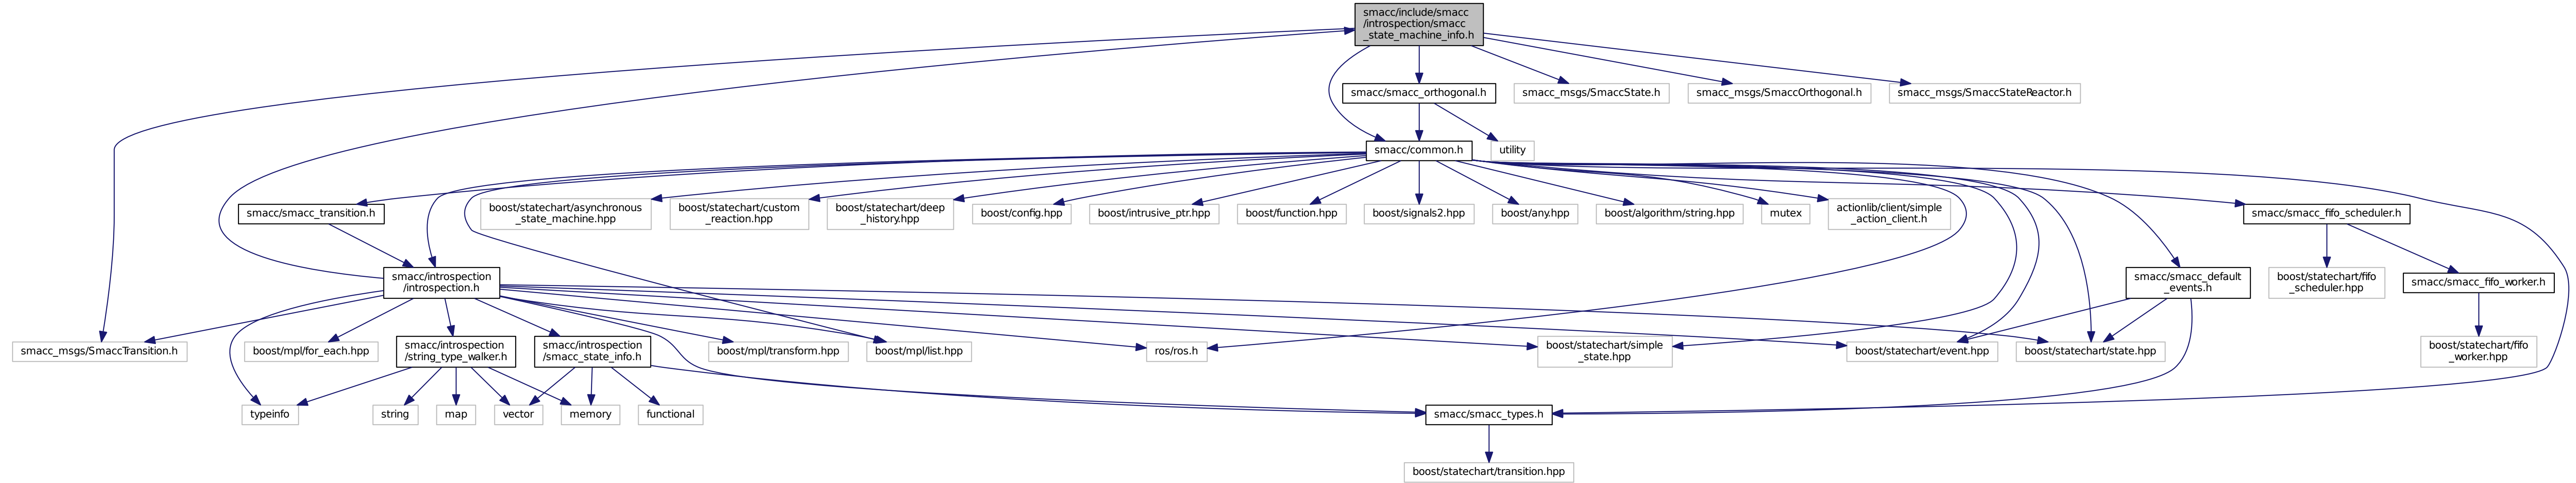 smacc/include/smacc
/introspection/smacc
_state_machine_info.h
smacc/smacc_orthogonal.h
smacc_msgs/SmaccState.h
smacc_msgs/SmaccOrthogonal.h
smacc_msgs/SmaccStateReactor.h
smacc/common.h
utility
smacc/smacc_transition.h
boost/statechart/asynchronous
_state_machine.hpp
boost/statechart/custom
_reaction.hpp
boost/statechart/deep
_history.hpp
boost/config.hpp
boost/intrusive_ptr.hpp
boost/function.hpp
boost/signals2.hpp
boost/any.hpp
boost/algorithm/string.hpp
mutex
actionlib/client/simple
_action_client.h
smacc/smacc_fifo_scheduler.h
smacc/introspection
/introspection.h
smacc/smacc_default
_events.h
boost/statechart/fifo
_scheduler.hpp
smacc/smacc_fifo_worker.h
smacc_msgs/SmaccTransition.h
boost/mpl/for_each.hpp
smacc/introspection
/string_type_walker.h
smacc/introspection
/smacc_state_info.h
boost/mpl/transform.hpp
boost/mpl/list.hpp
ros/ros.h
boost/statechart/simple
_state.hpp
boost/statechart/event.hpp
boost/statechart/state.hpp
boost/statechart/fifo
_worker.hpp
typeinfo
string
map
vector
memory
functional
smacc/smacc_types.h
boost/statechart/transition.hpp